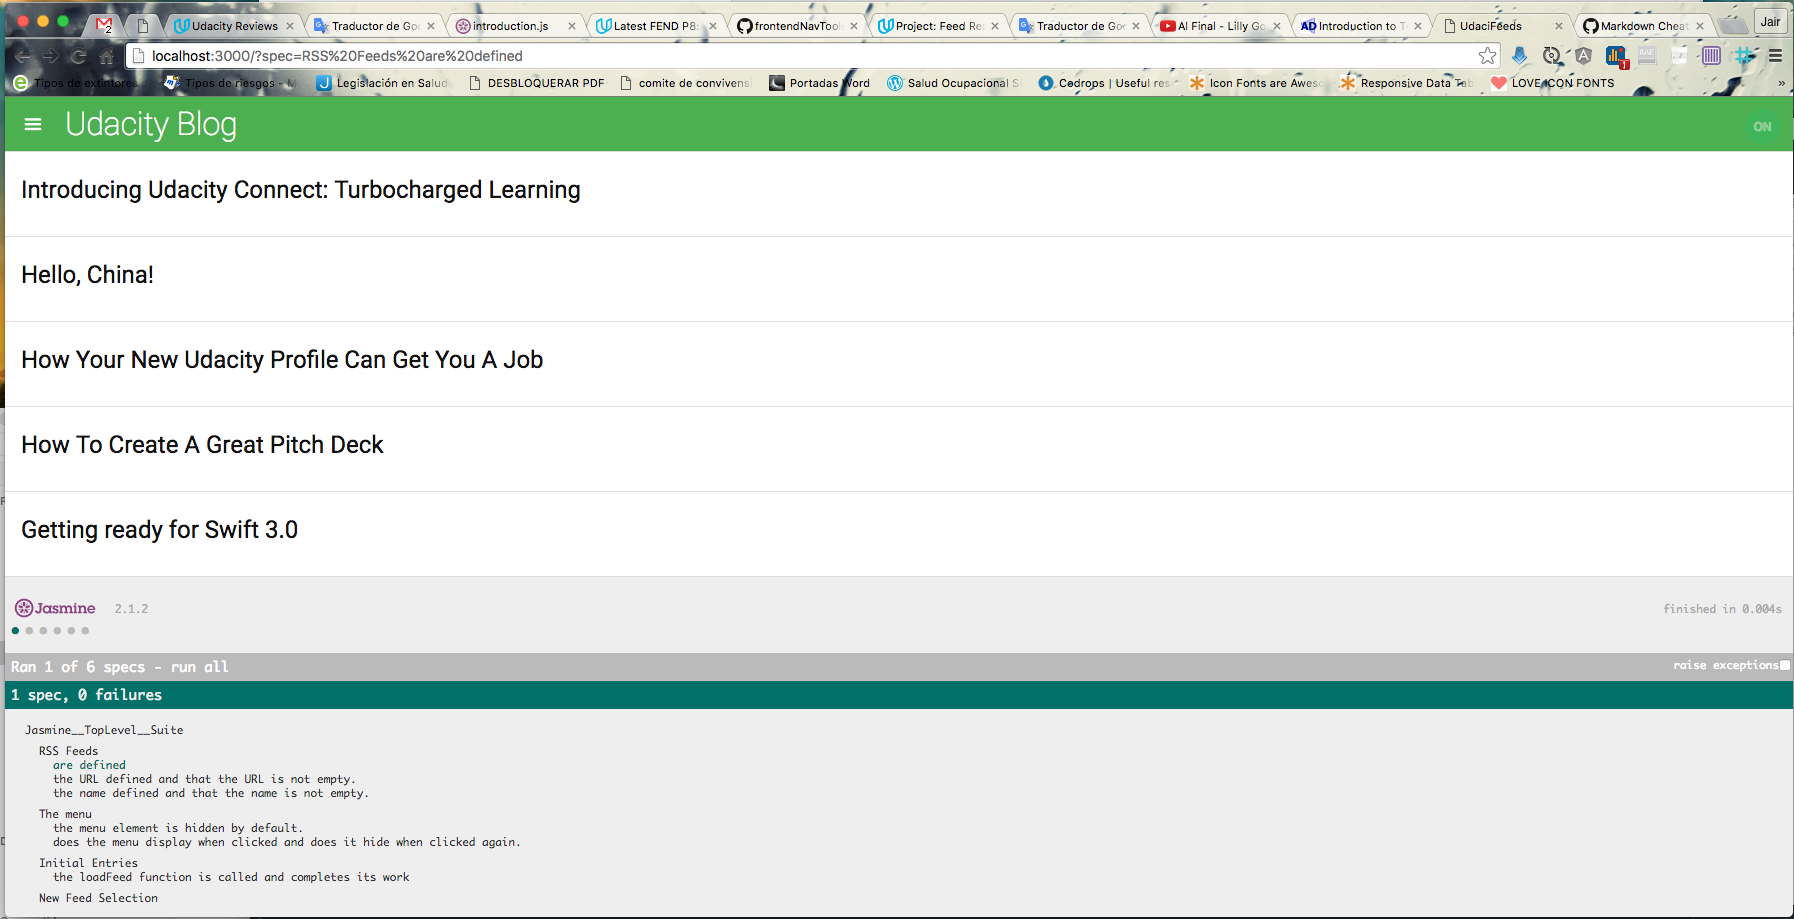 2
Udacity Reviews
Traductor de Goo
introduction.js
Latest FEND P8:
frontendNavTool
Project: Feed Rea
Traductor de Goo
AI Final - Lilly Go
Introduction to Te
UdaciFeeds
Markdown Cheat
Jair
localhost:3000/?spec=RSS%20Feeds%20are%20defined
Tipos de extintores
Tipos de riesgos - M
Legislación en Salud
DESBLOQUERAR PDF
comite de convivens
Portadas Word
Salud Ocupacional S
Cedrops | Useful res
Icon Fonts are Aweso
Responsive Data Tab
LOVE ICON FONTS
»
Udacity Blog
ON
Introducing Udacity Connect: Turbocharged Learning
Hello, China!
How Your New Udacity Profile Can Get You A Job
How To Create A Great Pitch Deck
Getting ready for Swift 3.0
Jasmine 2.1.2
finished in 0.004s
Ran 1 of 6 specs - run all
raise exceptions
1 spec, 0 failures
Jasmine__TopLevel__Suite
RSS Feeds
are defined
the URL defined and that the URL is not empty.
the name defined and that the name is not empty.
The menu
the menu element is hidden by default.
does the menu display when clicked and does it hide when clicked again.
Initial Entries
the loadFeed function is called and completes its work
New Feed Selection